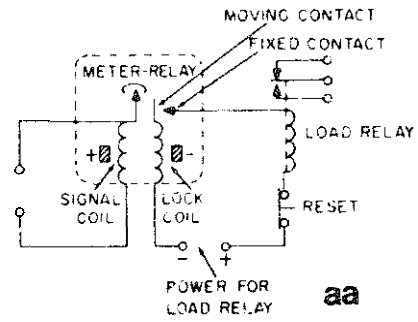 MOVING CONTACT
FIXED CONTACT
METER-RELAY
LOAD RELAY
+
-
SIGNAL
COIL
LOCK
COIL
RESET
- +
POWER FOR
LOAD RELAY
aa